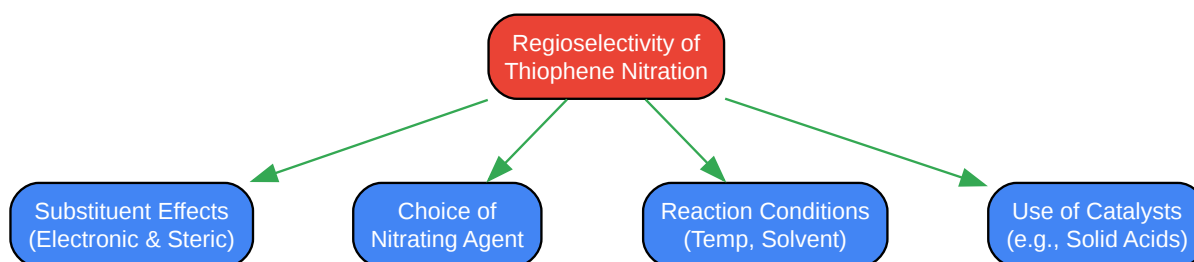 Regioselectivity of
Thiophene Nitration
Substituent Effects
(Electronic & Steric)
Choice of
Nitrating Agent
Reaction Conditions
(Temp, Solvent)
Use of Catalysts
(e.g., Solid Acids)